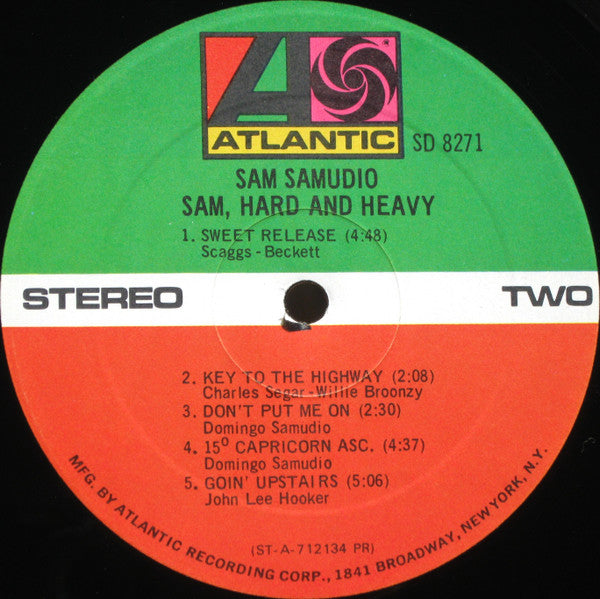 ATLANTIC
SD 8271
SAM SAMUDIO
SAM, HARD AND HEAVY
1. SWEET RELEASE (4:48)
Scaggs - Beckett
STEREO
TWO
2. KEY TO THE HIGHWAY (2:08)
Charles Segar - Willie Broonzy
3. DON'T PUT ME ON (2:30)
Domingo Samudio
4. 15⁰ CAPRICORN ASC. (4:37)
Domingo Samudio
5. GOIN' UPSTAIRS (5:06)
John Lee Hooker
(ST-A-712134 PR)
MFG. BY ATLANTIC RECORDING CORP., 1841 BROADWAY, NEW YORK, N.Y.